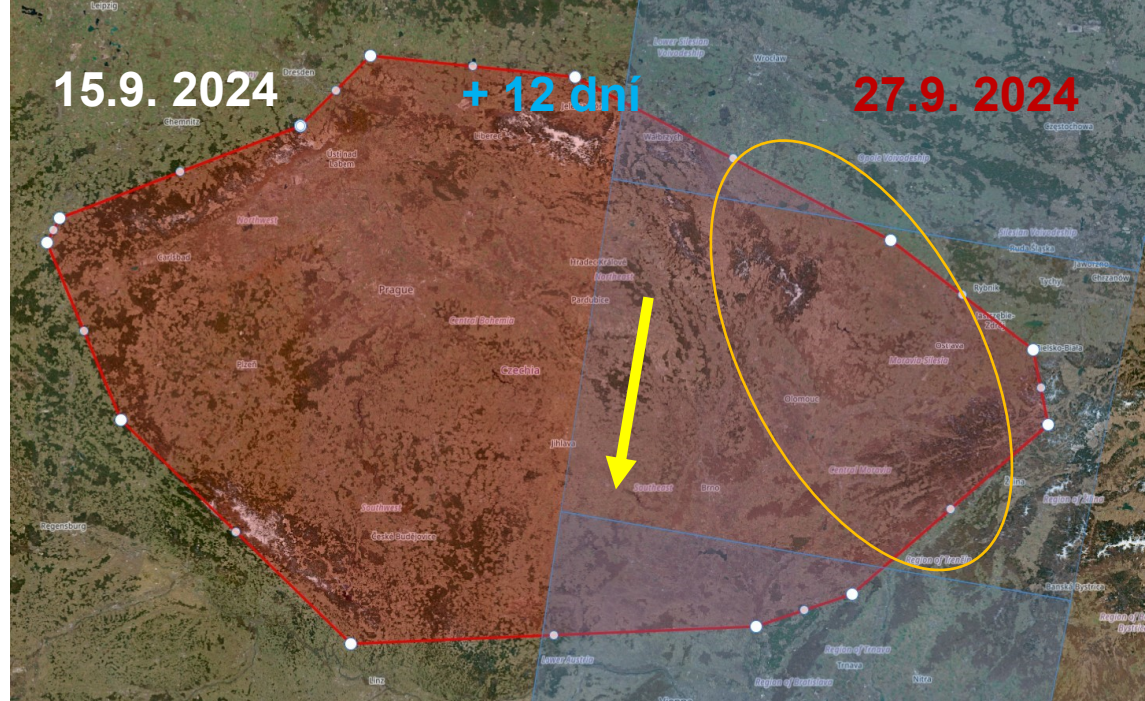 Leipzig
Lower Silesian
Voivodeship
Wrocław
Dresden
15.9. 2024
+ 12 dní
27.9. 2024
Chemnitz
Liberec
Wałbrzych
Częstochowa
Ústí nad
Labem
Opole Voivodeship
Northwest
Silesian Voivodeship
Ruda Śląska
Carlsbad
Hradec Králové
Northeast
Jaworzno
Tychy
Chrzanów
Rybnik
Prague
Pardubice
Central Bohemia
Jastrzębie-
Zdrój
Ostrava
Bielsko-Biała
Moravia-Silesia
Plzeň
Czechia
Olomouc
Jihlava
Central Moravia
Žilina
Southeast
Brno
Region of Žilina
Southwest
Regensburg
České Budějovice
Region of Trenčín
Banská Bystrica
Region of Trnava
Lower Austria
Trnava
Linz
Nitra
Region of Bratislava